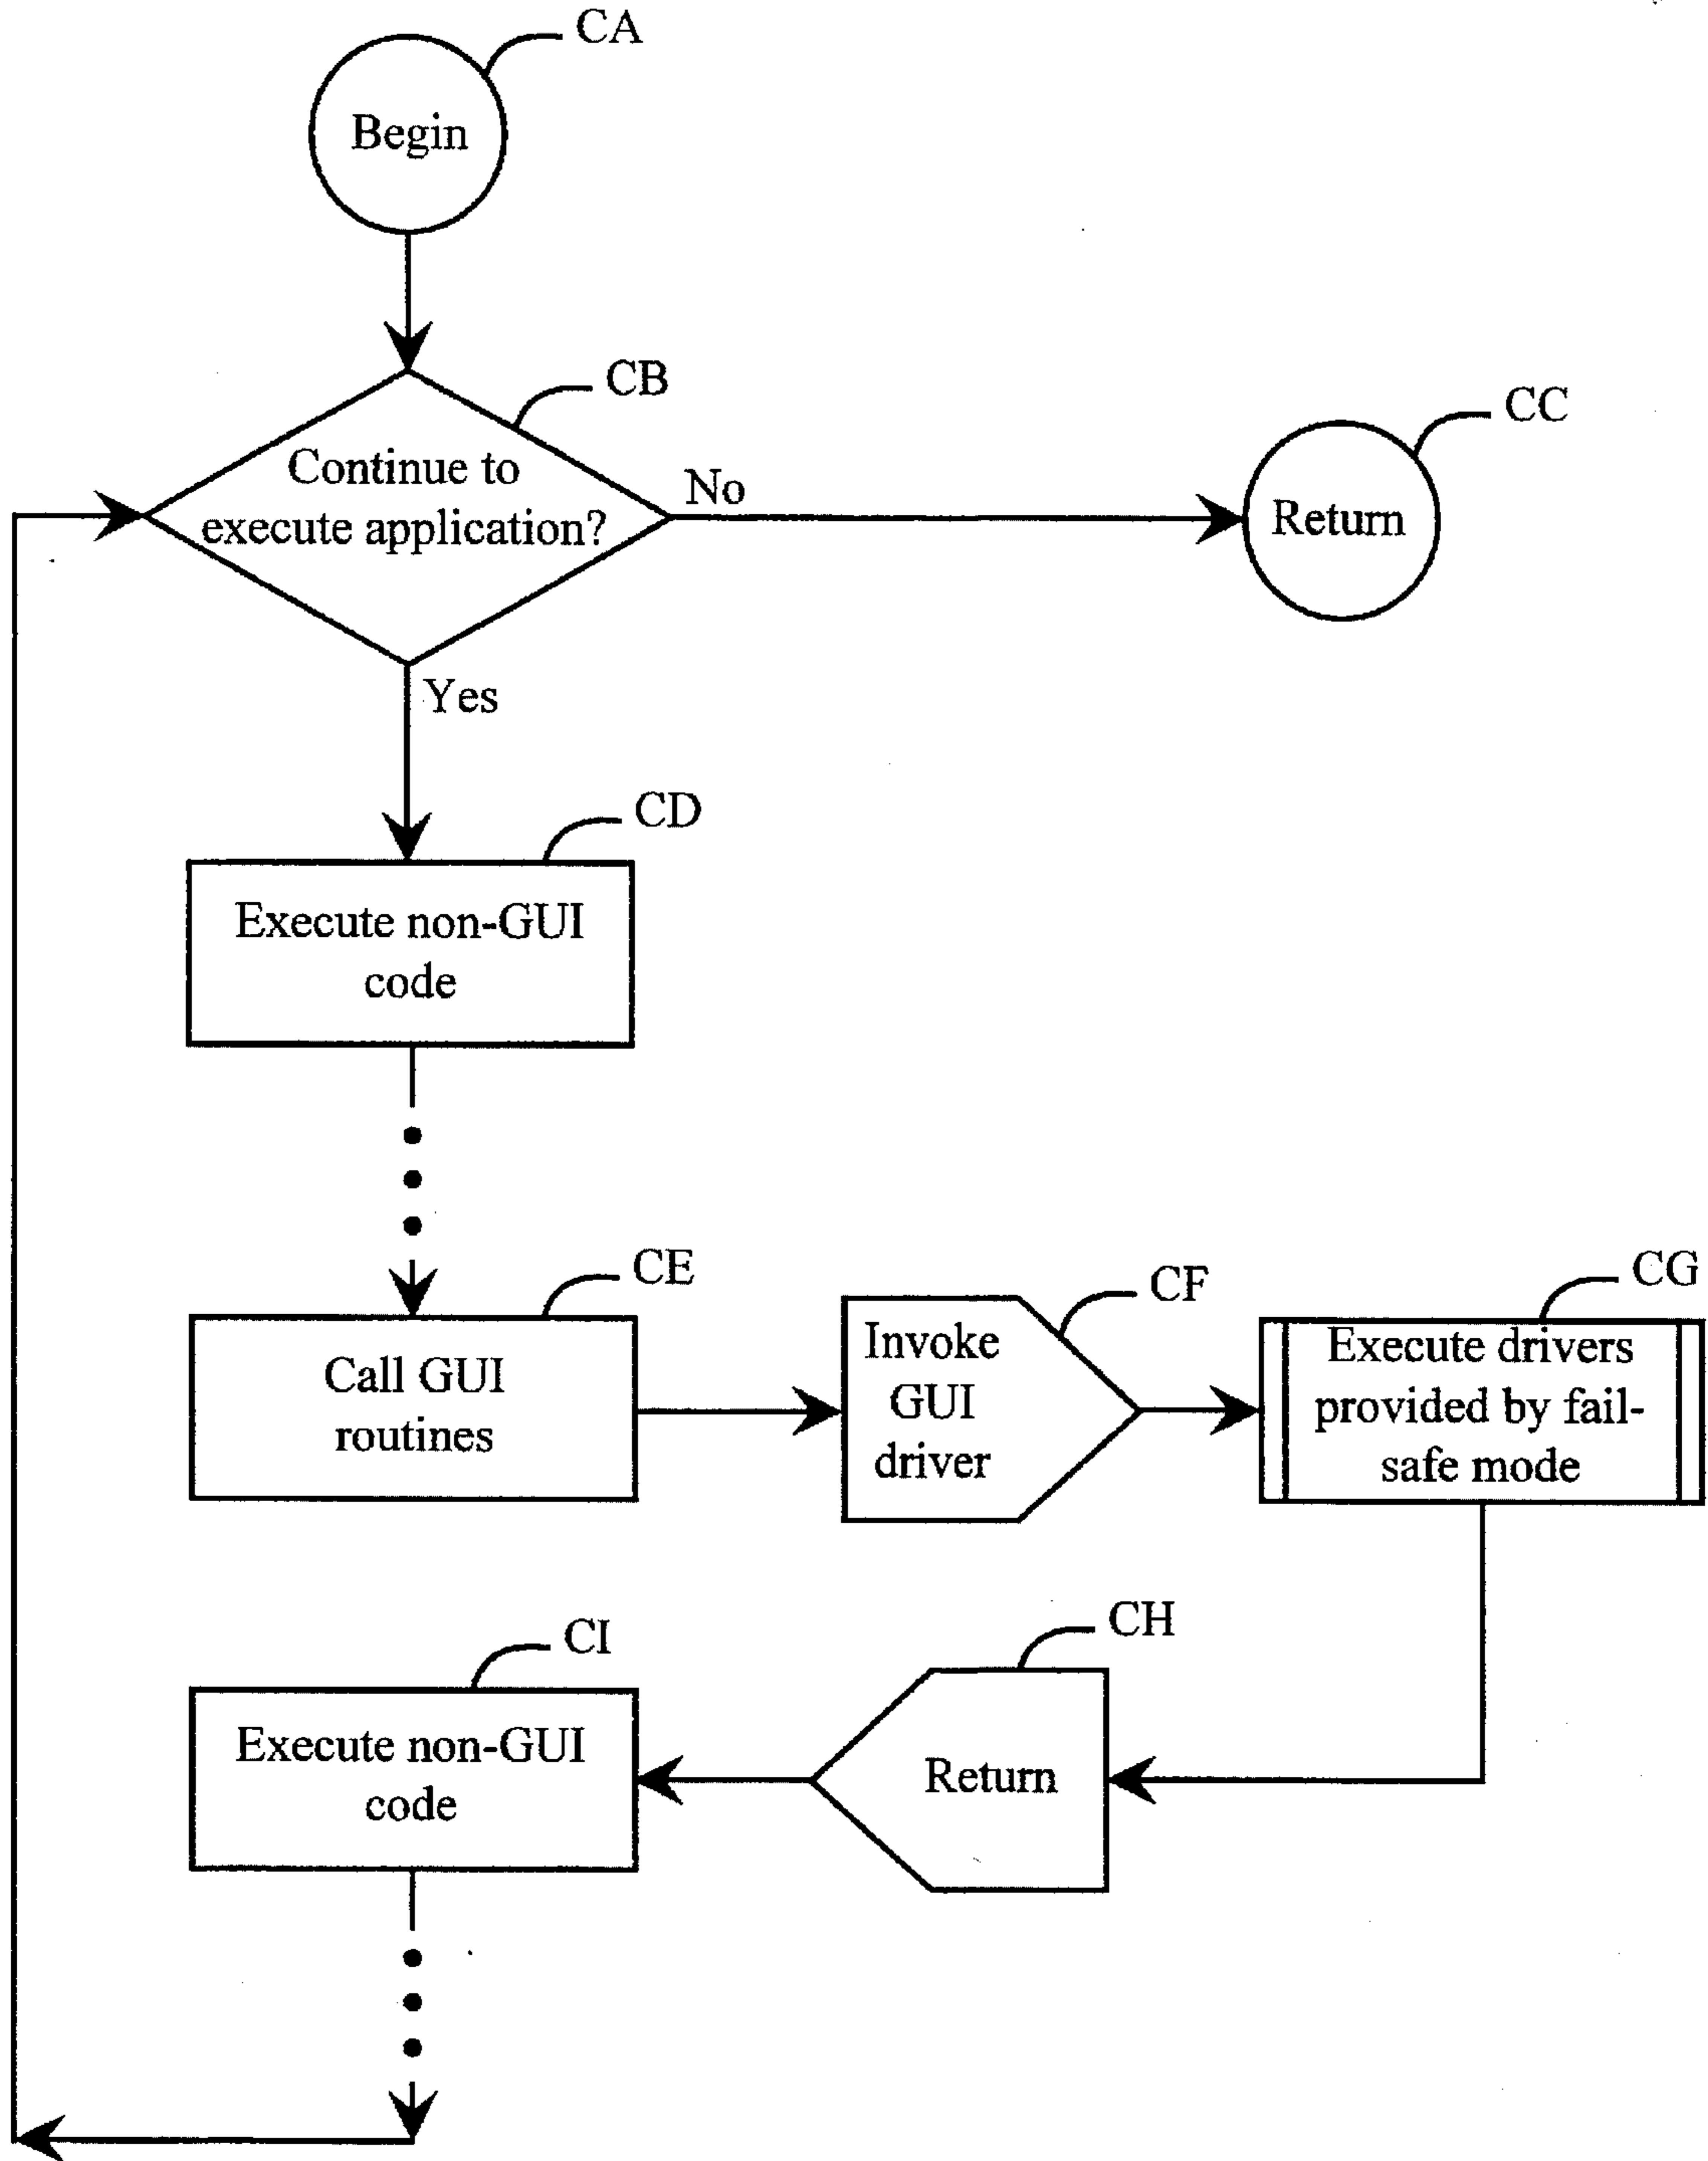 CA
Begin
CB
Continue to
execute application?
No
CC
Return
Yes
CD
Execute non-GUI
code
CE
Call GUI
routines
CF
Invoke
GUI
driver
CG
Execute drivers
provided by fail-
safe mode
CH
Return
CI
Execute non-GUI
code